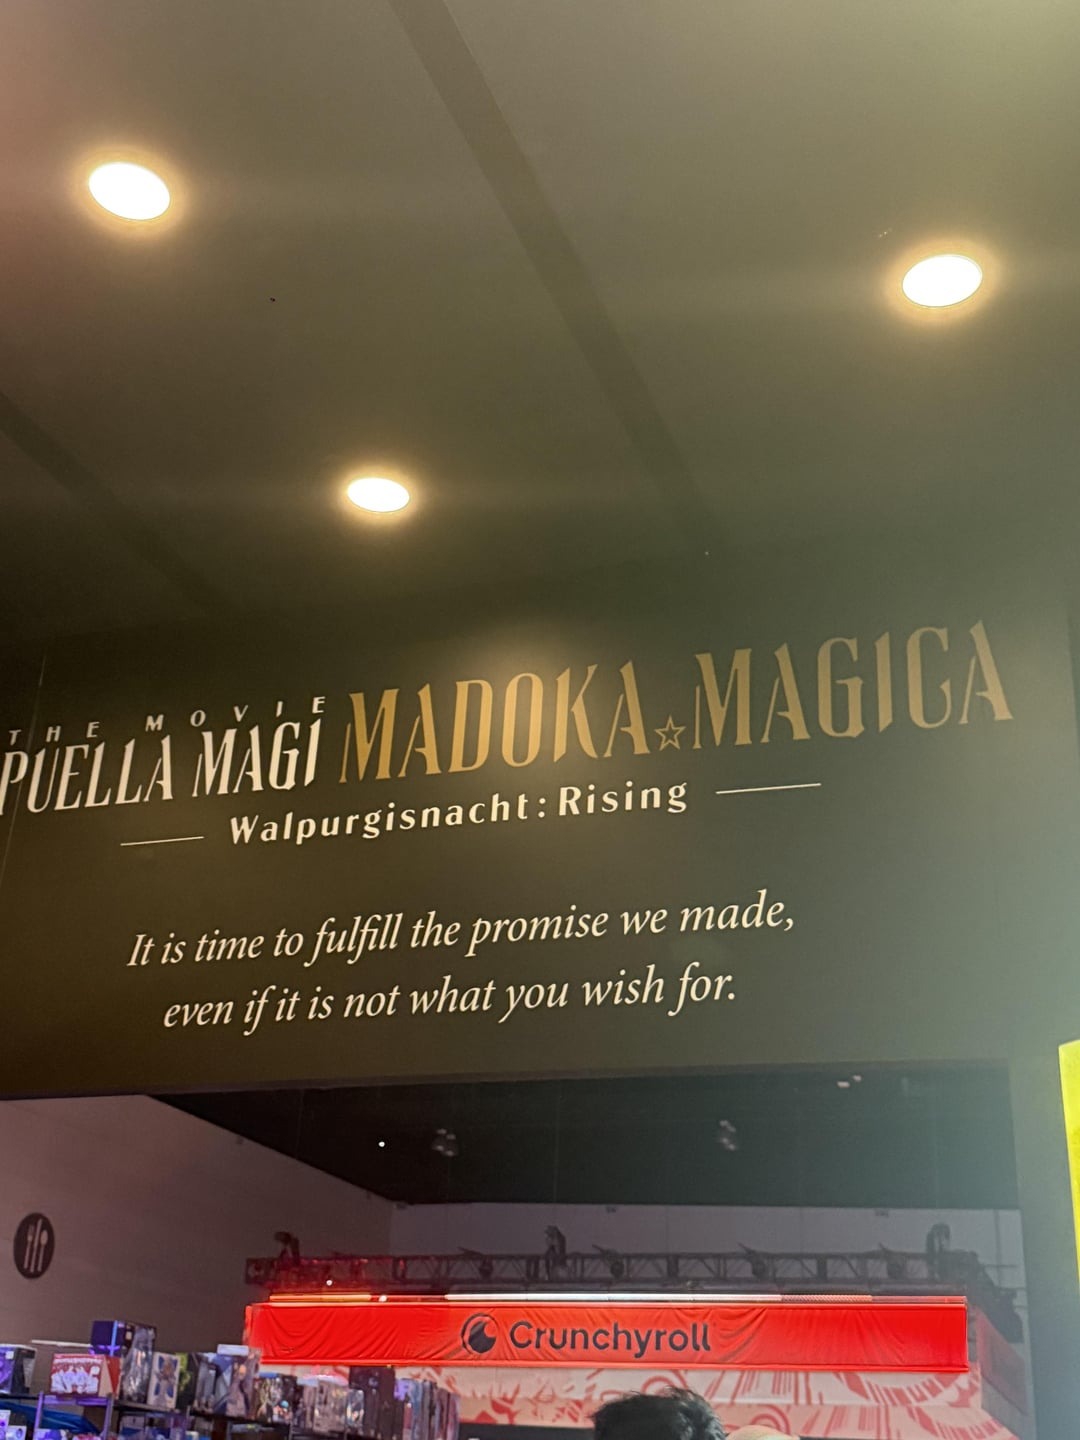 THE MOVIE
PUELLA MAGI MADOKA☆MAGICA
Walpurgisnacht: Rising
It is time to fulfill the promise we made,
even if it is not what you wish for.
Crunchyroll